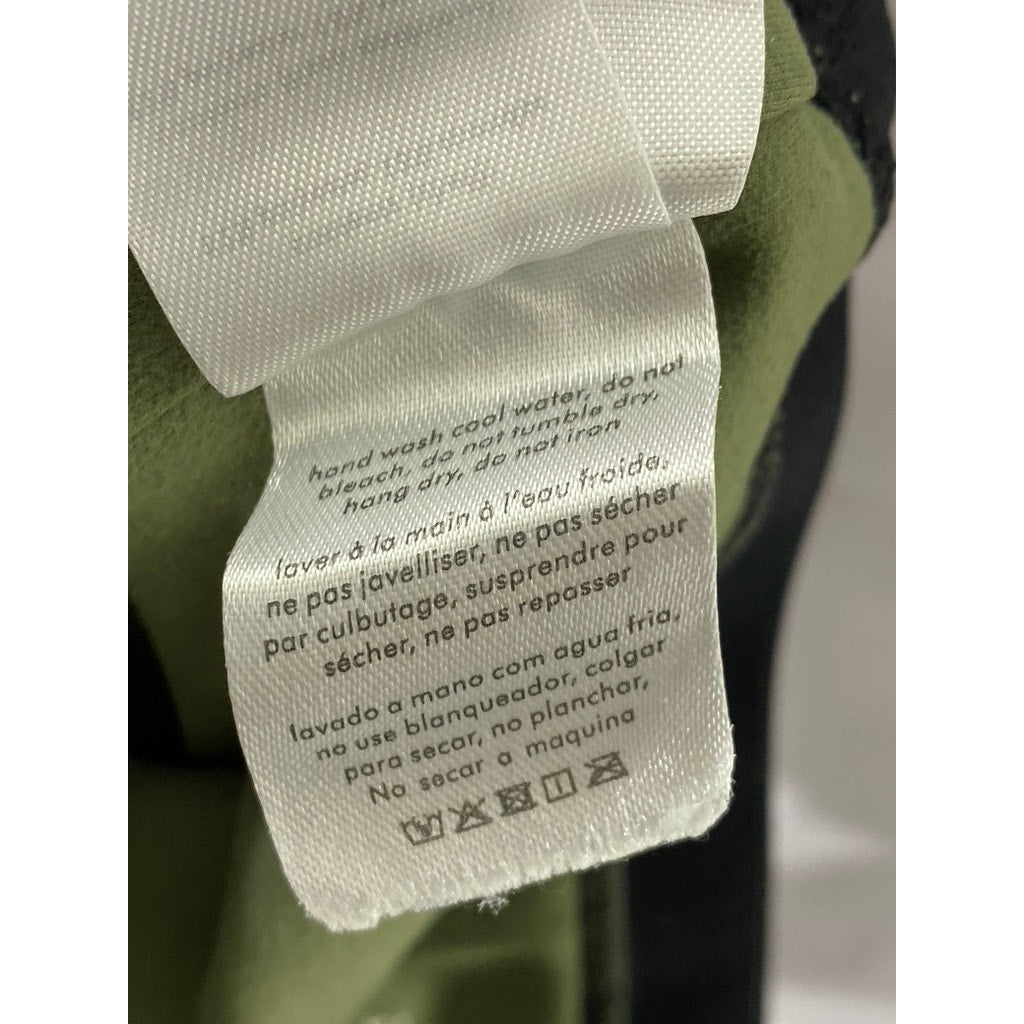 hand wash cool water, do not
bleach, do not tumble dry,
hang dry, do not iron
laver à la main à l'eau froide,
ne pas javelliser, ne pas sécher
par culbutage, susprendre pour
sécher, ne pas repasser
lavado a mano com agua fria,
no use blanqueador, colgar
para secar, no planchar,
No secar a maquina